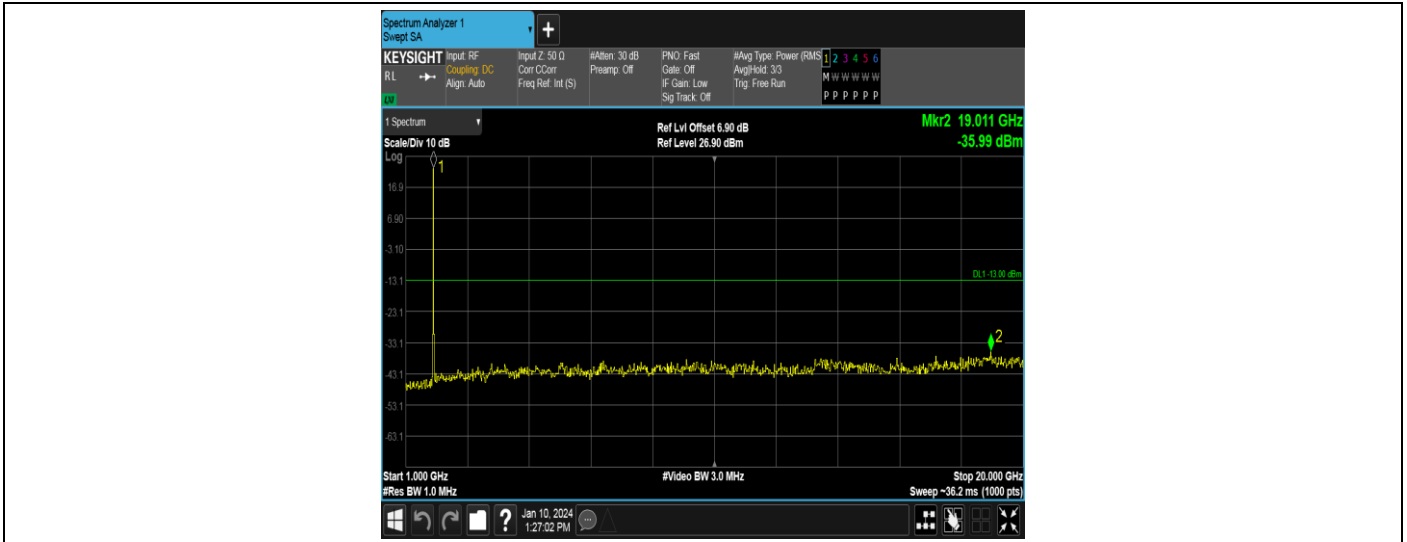 Spectrum Analyzer 1
Swept SA
+
KEYSIGHT Input: RF Input Z: 50 Ω #Atten: 30 dB PNO: Fast #Avg Type: Power (RMS 1 2 3 4 5 6
RL Coupling: DC Corr CCorr Preamp: Off Gate: Off Avg|Hold: 3/3 M W W W W W
Align: Auto Freq Ref: Int (S) IF Gain: Low Trig: Free Run
Sig Track: Off P P P P P P
LXI
1 Spectrum Ref Lvl Offset 6.90 dB Mkr2 19.011 GHz
Scale/Div 10 dB Ref Level 26.90 dBm -35.99 dBm
Log
1
16.9
6.90
-3.10
DL1 -13.00 dBm
-13.1
-23.1
2
-33.1
-43.1
-53.1
-63.1
Start 1.000 GHz #Video BW 3.0 MHz Stop 20.000 GHz
#Res BW 1.0 MHz Sweep ~36.2 ms (1000 pts)
? Jan 10, 2024
1:27:02 PM